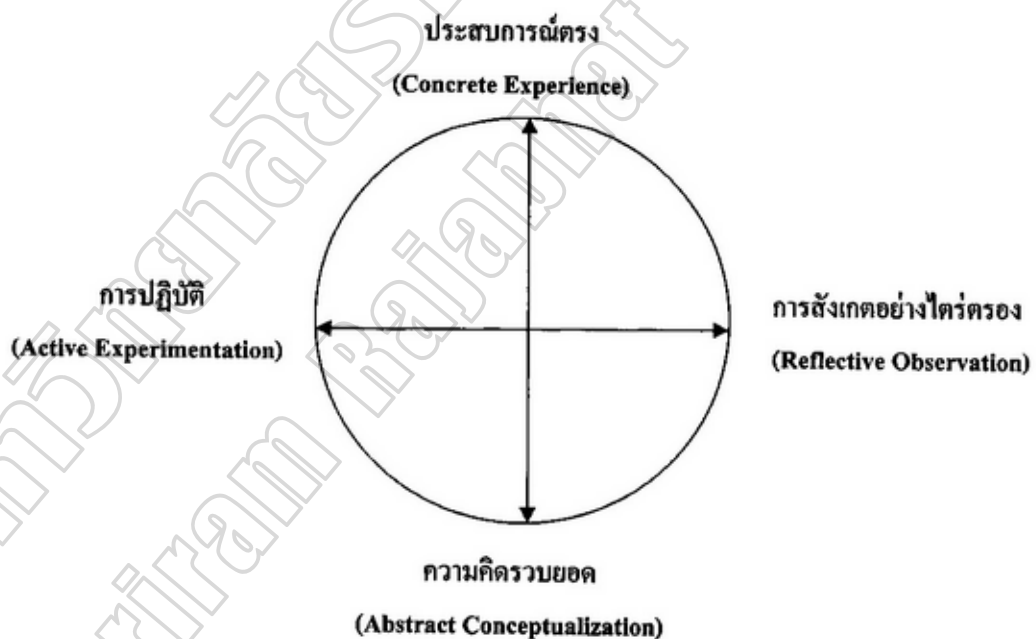 ประสบการณ์ตรง
(Concrete Experience)
การปฏิบัติ
(Active Experimentation)
การสังเกตอย่างไตร่ตรอง
(Reflective Observation)
ความคิดรวบยอด
(Abstract Conceptualization)
Rajabhat